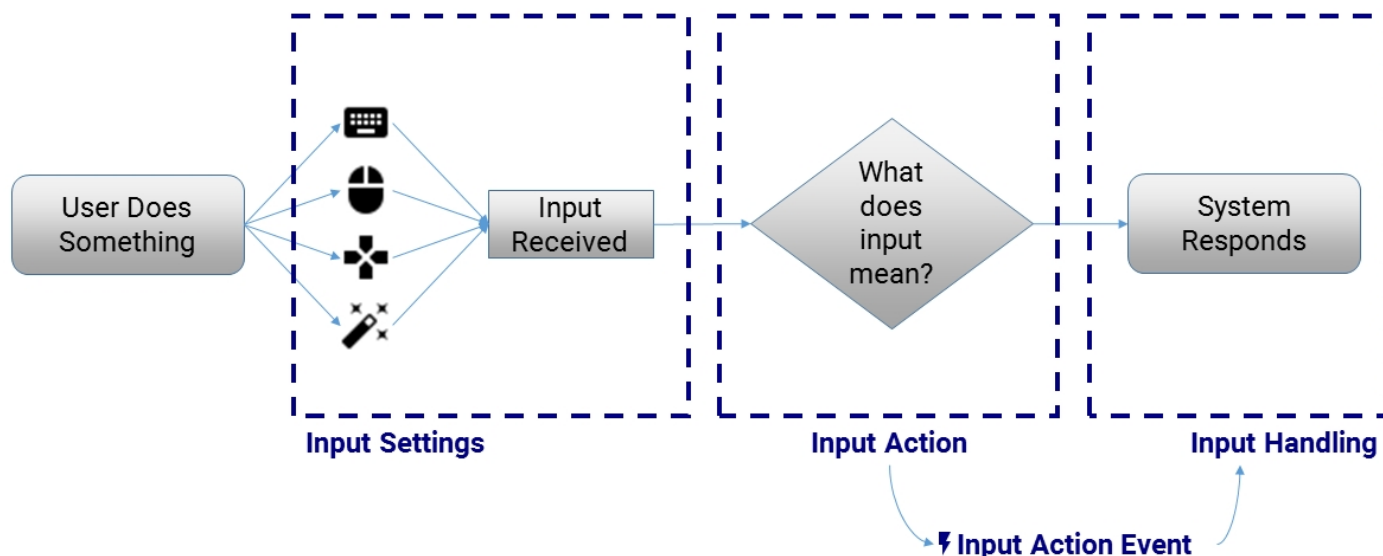 User Does
Something
Input
Received
What
does
input
mean?
System
Responds
Input Settings
Input Action
Input Handling
Input Action Event